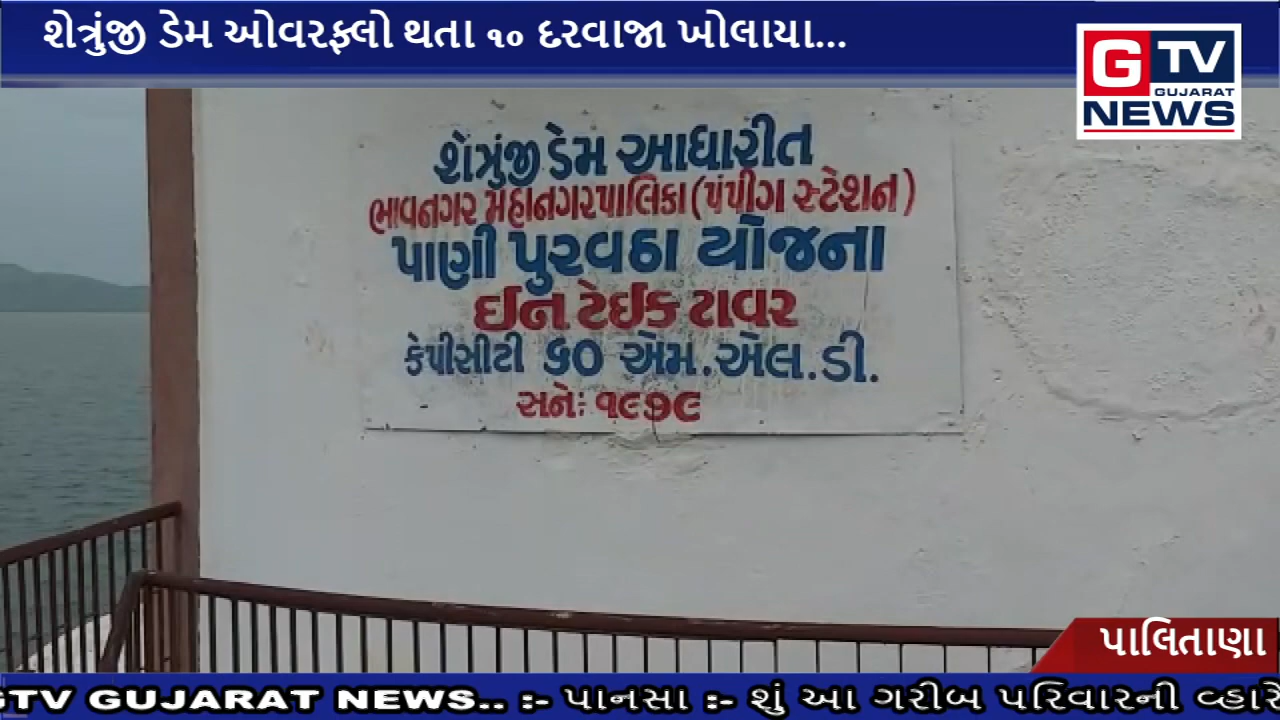 શેત્રુંજી ડેમ ઓવરફ્લો થતા ૧૦ દરવાજા ખોલાયા...
G TV
GUJARAT
NEWS
શેત્રુંજી ડેમ આધારીત
ભાવનગર મહાનગરપાલિકા (પંપીગ સ્ટેશન)
પાણી પુરવઠા યોજના
ઈન ટેઈક ટાવર
કેપીસીટી ૬૦ એમ.એલ.ડી.
સને: ૧૯૭૯
પાલિતાણા
GTV GUJARAT NEWS.. :- પાનસા :- શું આ ગરીબ પરિવારની વ્હારે